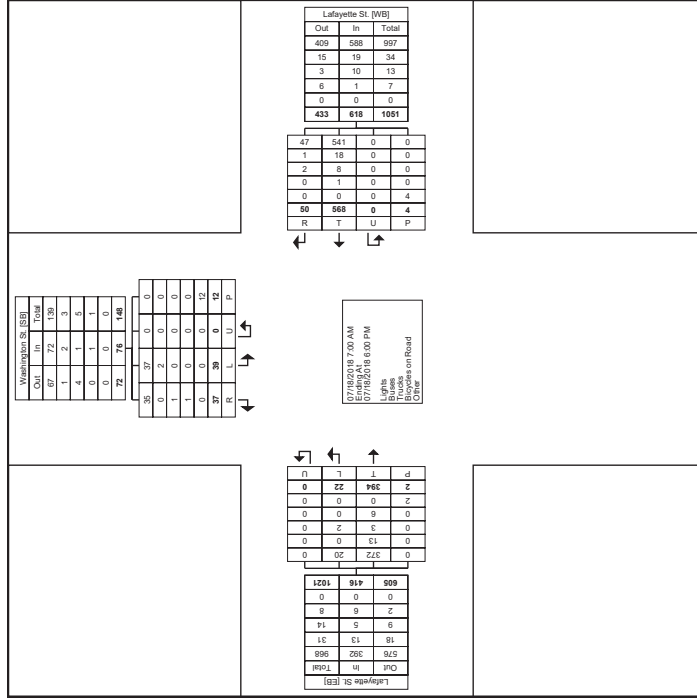 Lafayette St. [WB]
Out In Total
409 588 997
15 19 34
3 10 13
6 1 7
0 0 0
433 618 1051
47 541 0 0
1 18 0 0
2 8 0 0
0 1 0 0
0 0 0 4
50 568 0 4
R T U P
Washington St. [SB]
Out In Total
67 72 139
1 2 3
4 1 5
0 1 1
0 0 0
72 76 148
35 37 0 0
0 2 0 0
1 0 0 0
1 0 0 0
0 0 0 12
37 39 0 12
R L U P
07/18/2018 7:00 AM
Ending At
07/18/2018 6:00 PM
Lights
Buses
Trucks
Bicycles on Road
Other
Lafayette St. [EB]
Out In Total
576 392 968
18 13 31
9 5 14
2 6 8
0 0 0
605 416 1021
0 372 20 0
0 13 0 0
0 3 2 0
0 6 0 0
2 0 0 0
2 394 22 0
P T L U